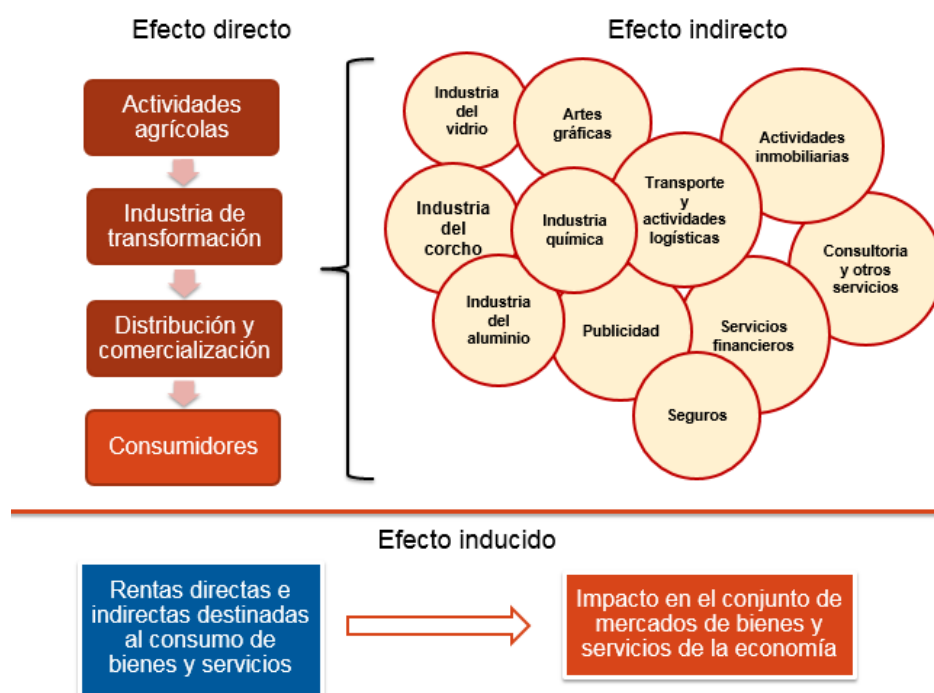 Efecto directo
Efecto indirecto
Actividades
agrícolas
Industria de
transformación
Distribución y
comercialización
Consumidores
Industria
del
vidrio
Artes
gráficas
Actividades
inmobiliarias
Transporte
y
actividades
logísticas
Industria
del
corcho
Industria
química
Consultoria
y otros
servicios
Industria
del
aluminio
Publicidad
Servicios
financieros
Seguros
Efecto inducido
Rentas directas e
indirectas destinadas
al consumo de
bienes y servicios
Impacto en el conjunto de
mercados de bienes y
servicios de la economía